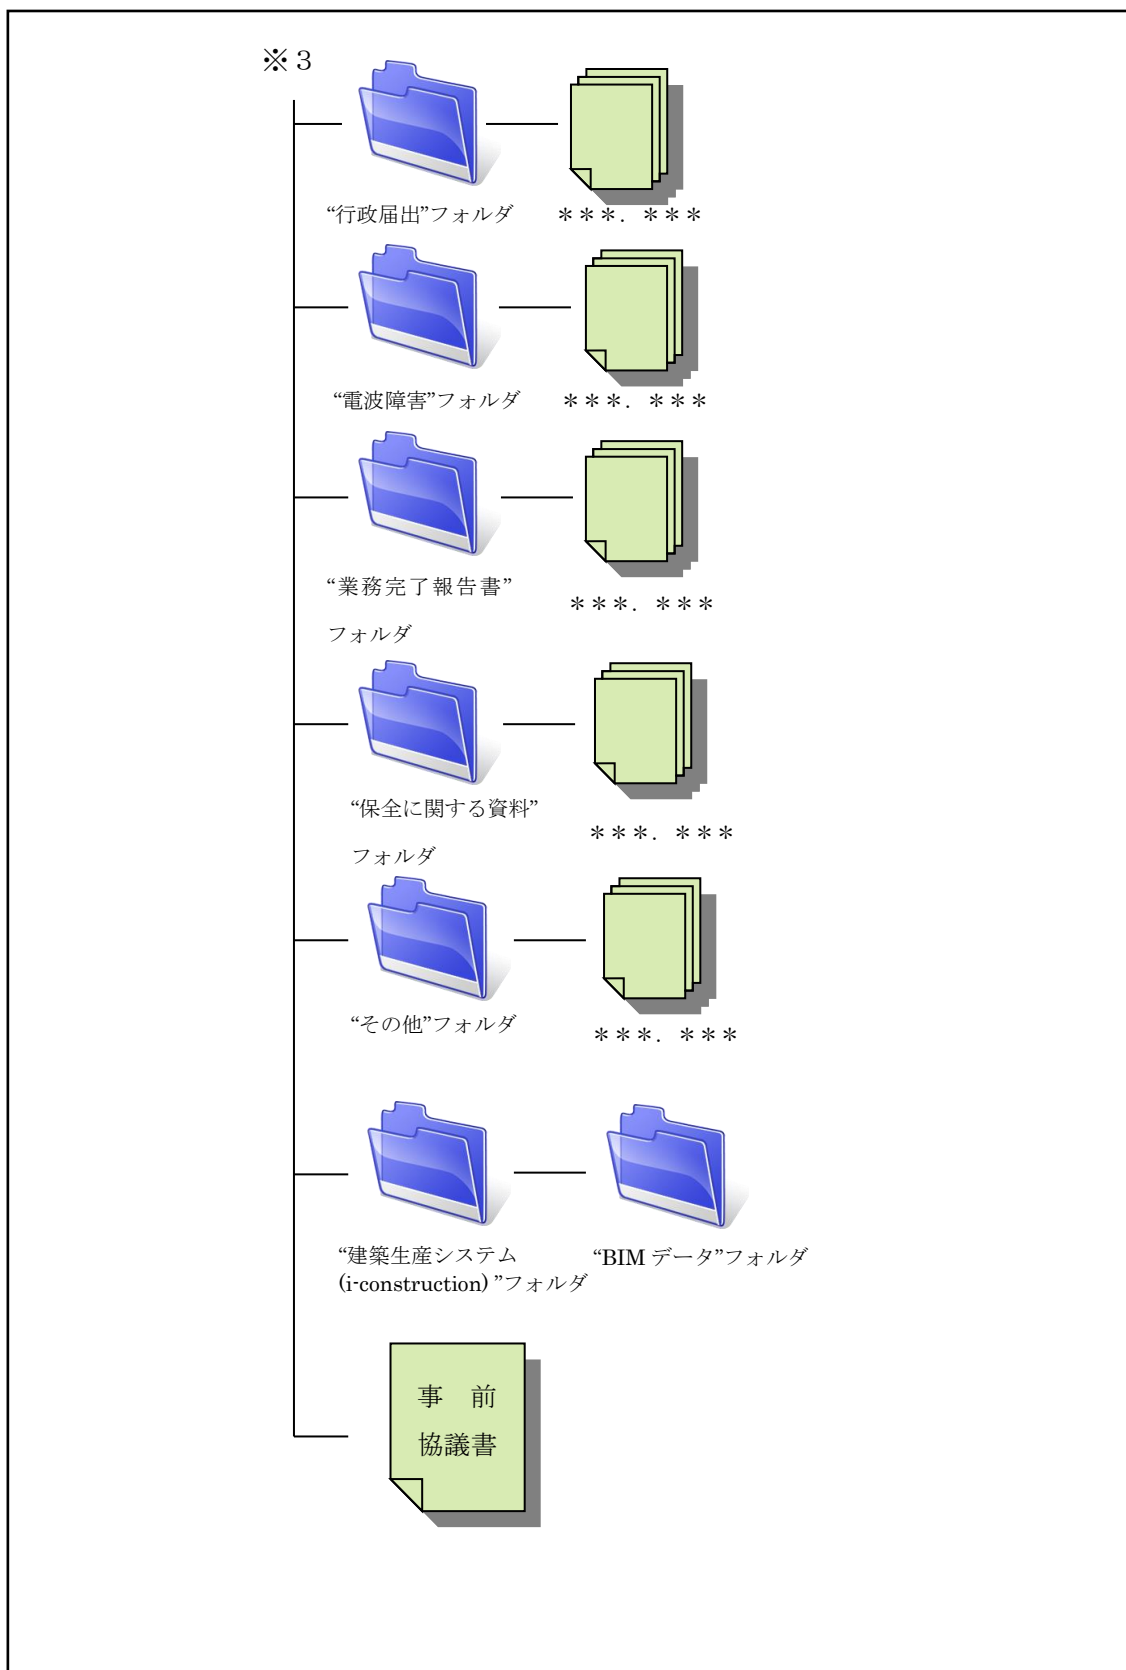 ※３
“行政届出”フォルダ
＊＊＊．＊＊＊
“電波障害”フォルダ
＊＊＊．＊＊＊
“業務完了報告書”
フォルダ
＊＊＊．＊＊＊
“保全に関する資料”
フォルダ
＊＊＊．＊＊＊
“その他”フォルダ
＊＊＊．＊＊＊
“建築生産システム
(i-construction) ”フォルダ
“BIM データ”フォルダ
事　前
協議書